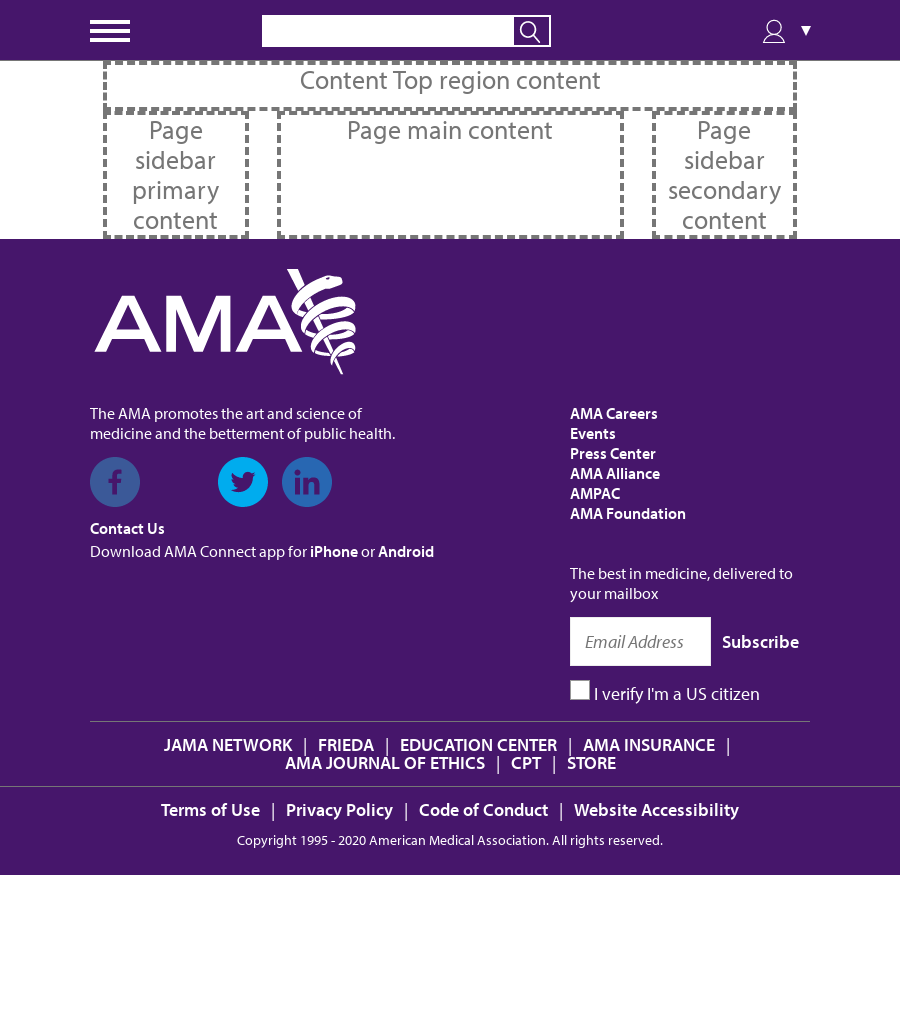 Content Top region content
Page
sidebar
primary
content
Page main content
Page
sidebar
secondary
content
AMA
The AMA promotes the art and science of
medicine and the betterment of public health.
Contact Us
Download AMA Connect app for iPhone or Android
AMA Careers
Events
Press Center
AMA Alliance
AMPAC
AMA Foundation
The best in medicine, delivered to
your mailbox
Email Address Subscribe
I verify I'm a US citizen
JAMA NETWORK | FRIEDA | EDUCATION CENTER | AMA INSURANCE |
AMA JOURNAL OF ETHICS | CPT | STORE
Terms of Use | Privacy Policy | Code of Conduct | Website Accessibility
Copyright 1995 - 2020 American Medical Association. All rights reserved.